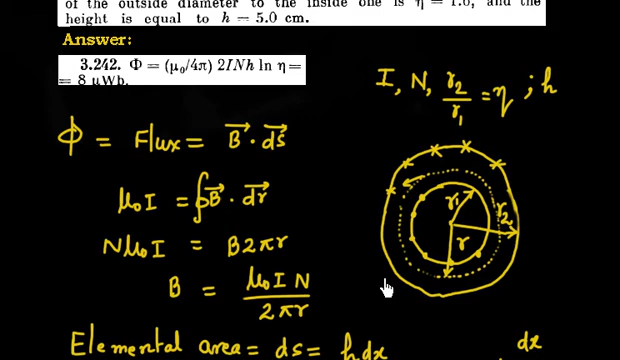 of the outside diameter to the inside one is η = 1.6, and the
height is equal to h = 5.0 cm.
Answer:
3.242. Φ = (μ₀/4π) 2INh ln η =
= 8 μWb.
I, N, r₂/r₁ = η ; h
ϕ = Flux = B⃗ · ds⃗
μ₀I = ∮B⃗ · dr⃗
Nμ₀I = B2πr
B = μ₀IN/2πr
r₁
r₂
r
Elemental area = ds = hdx
dx